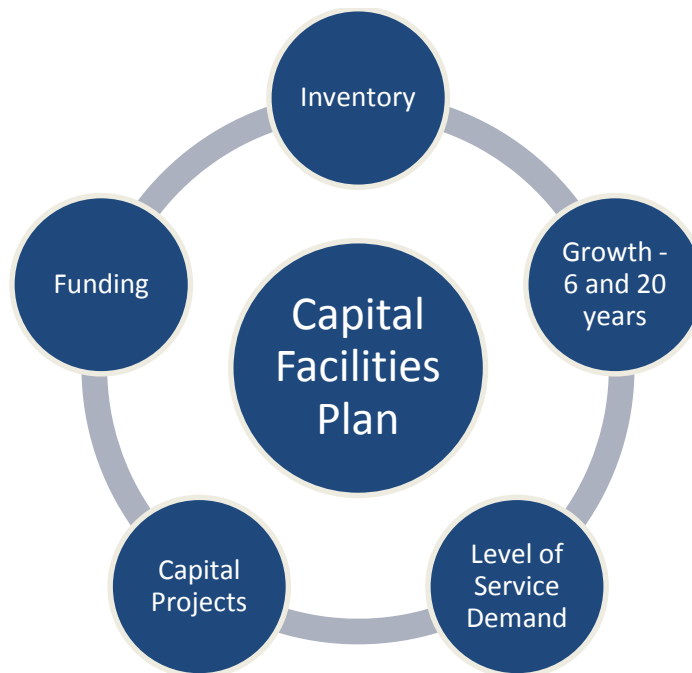 Inventory
Growth -
6 and 20
years
Level of
Service
Demand
Capital
Projects
Funding
Capital
Facilities
Plan